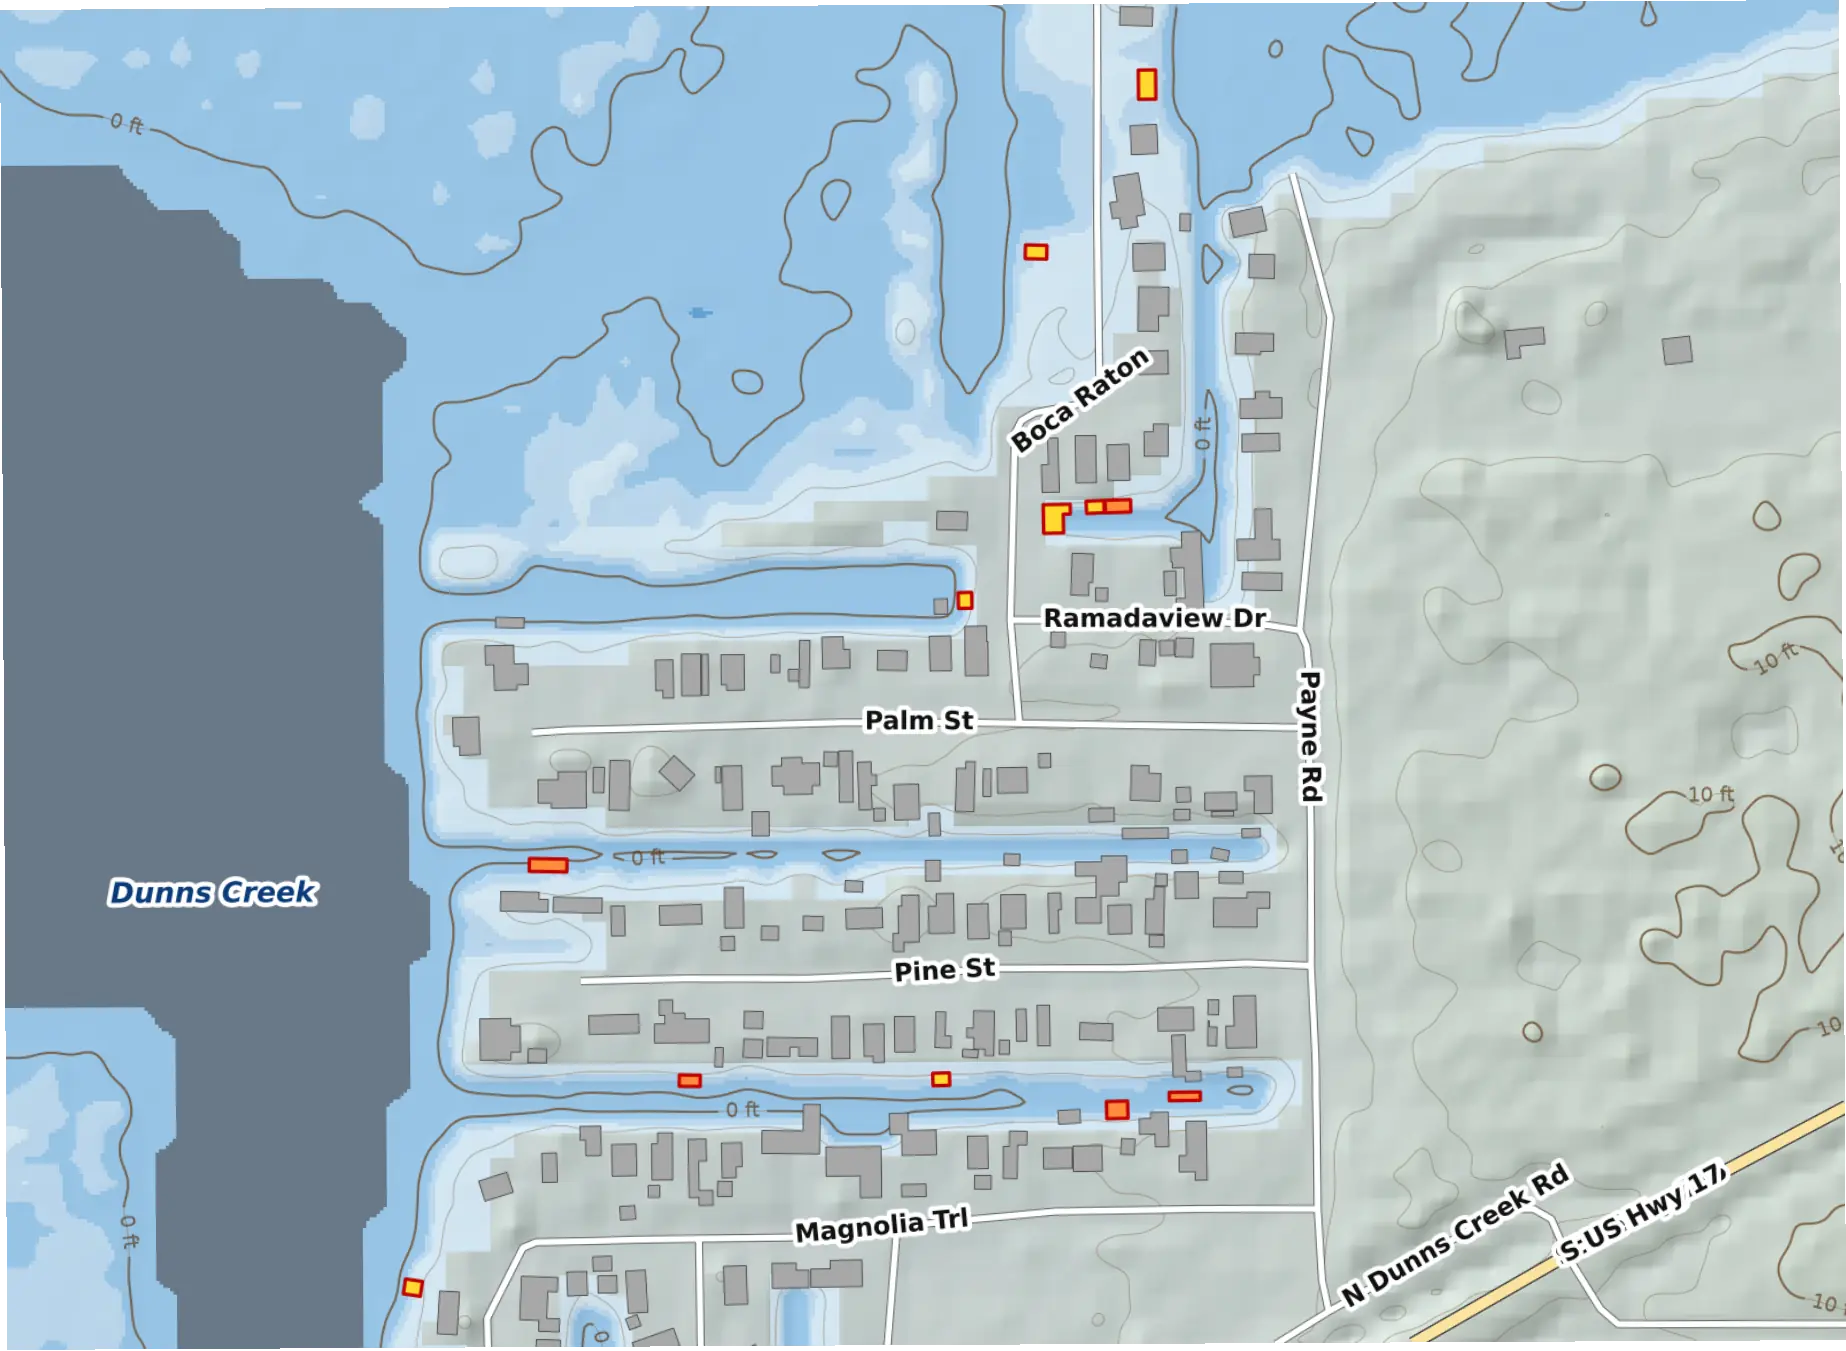 0 ft
Boca Raton
0 ft
Ramadaview Dr
10 ft
Palm St
Payne Rd
10 ft
0 ft
Dunns Creek
Pine St
10
0 ft
N Dunns Creek Rd
S US Hwy 17
Magnolia Trl
0 ft
10
0